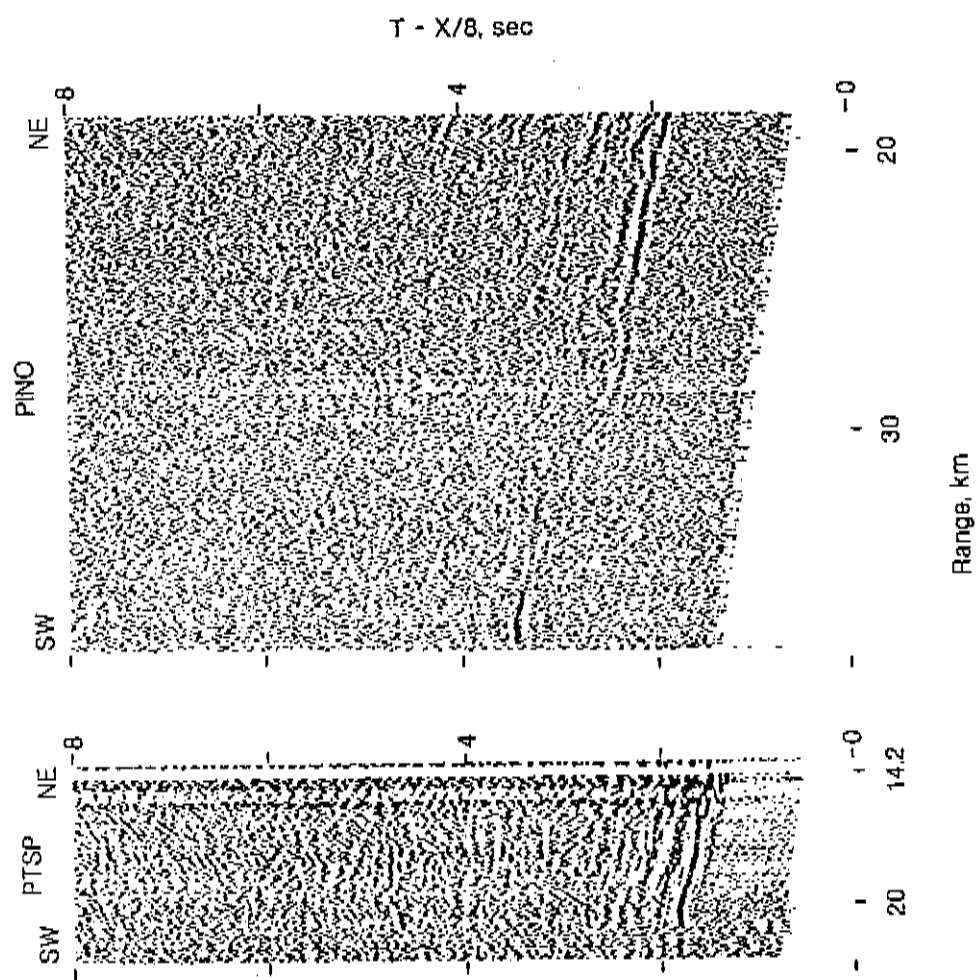 T - X/8, sec
8
4
0
NE
PINO
SW
20
30
Range, km
8
4
0
NE
PTSP
SW
14.2
20